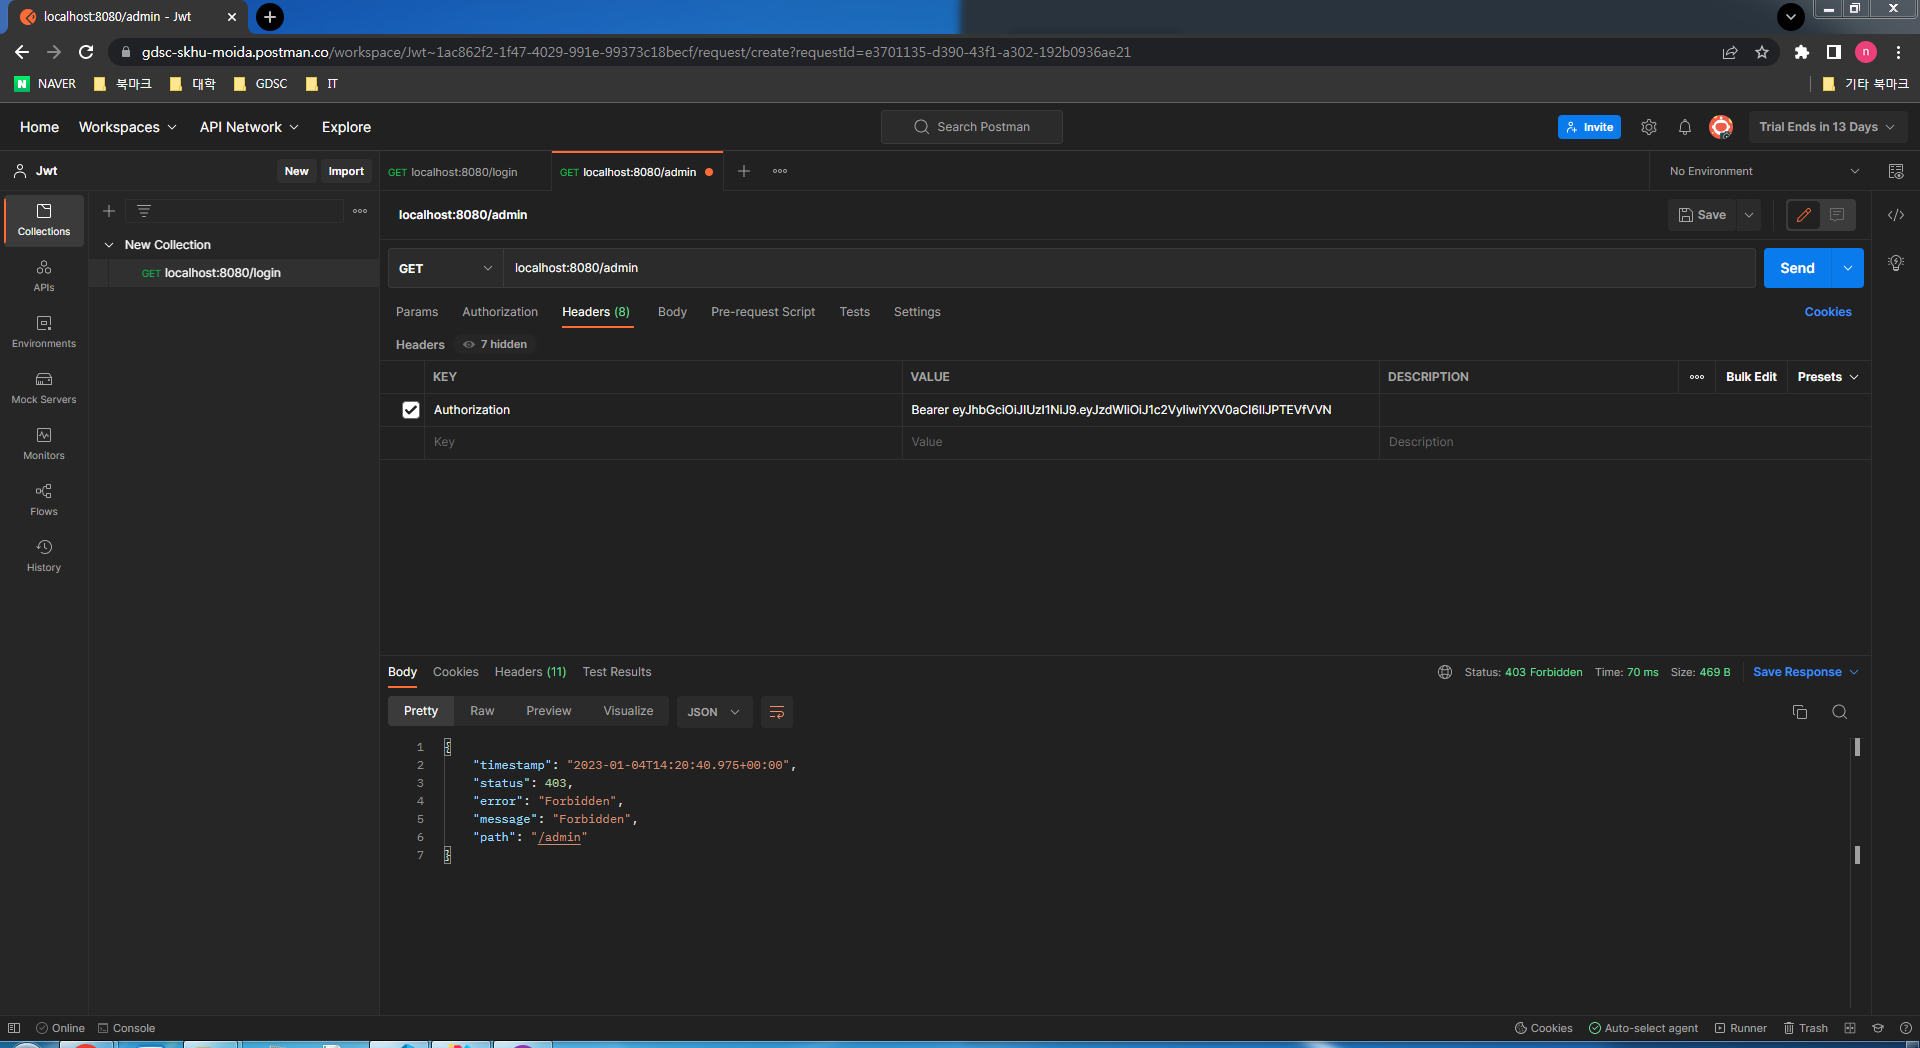 localhost:8080/admin - Jwt
gdsc-skhu-moida.postman.co/workspace/Jwt~1ac862f2-1f47-4029-991e-99373c18becf/request/create?requestId=e3701135-d390-43f1-a302-192b0936ae21
n
N NAVER 북마크 대학 GDSC IT 기타 북마크
Home Workspaces API Network Explore Search Postman Invite Trial Ends in 13 Days
Jwt New Import GET localhost:8080/login GET localhost:8080/admin No Environment
Collections
APIs
Environments
Mock Servers
Monitors
Flows
History
New Collection
GET localhost:8080/login
localhost:8080/admin Save
GET localhost:8080/admin Send
Params Authorization Headers (8) Body Pre-request Script Tests Settings Cookies
Headers 7 hidden
KEY VALUE DESCRIPTION Bulk Edit Presets
Authorization Bearer eyJhbGciOiJIUzI1NiJ9.eyJzdWIiOiJ1c2VyIiwiYXV0aCI6IlJPTEVfVVN
Key Value Description
Body Cookies Headers (11) Test Results Status: 403 Forbidden Time: 70 ms Size: 469 B Save Response
Pretty Raw Preview Visualize JSON
1 {
2 "timestamp": "2023-01-04T14:20:40.975+00:00",
3 "status": 403,
4 "error": "Forbidden",
5 "message": "Forbidden",
6 "path": "/admin"
7 }
Online Console Cookies Auto-select agent Runner Trash